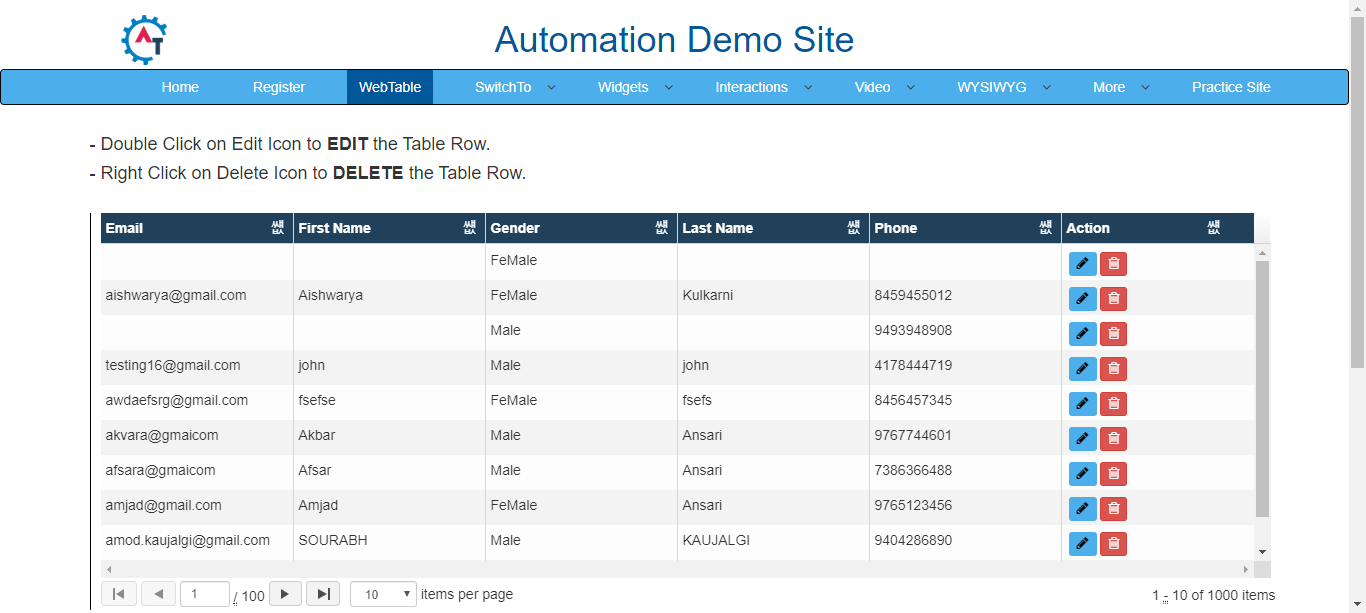 AT
Automation Demo Site
Home Register WebTable SwitchTo Widgets Interactions Video WYSIWYG More Practice Site
- Double Click on Edit Icon to EDIT the Table Row.
- Right Click on Delete Icon to DELETE the Table Row.
Email First Name Gender Last Name Phone Action
FeMale
aishwarya@gmail.com Aishwarya FeMale Kulkarni 8459455012
Male 9493948908
testing16@gmail.com john Male john 4178444719
awdaefsrg@gmail.com fsefse FeMale fsefs 8456457345
akvara@gmaicom Akbar Male Ansari 9767744601
afsara@gmaicom Afsar Male Ansari 7386366488
amjad@gmail.com Amjad FeMale Ansari 9765123456
amod.kaujalgi@gmail.com SOURABH Male KAUJALGI 9404286890
1 / 100 10 items per page 1 - 10 of 1000 items